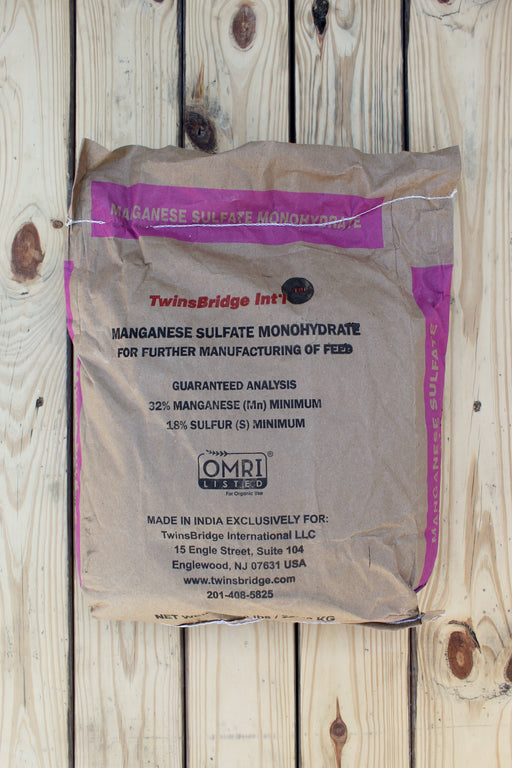 MANGANESE SULFATE MONOHYDRATE
TwinsBridge Int'l
MANGANESE SULFATE MONOHYDRATE
FOR FURTHER MANUFACTURING OF FEED
GUARANTEED ANALYSIS
32% MANGANESE (Mn) MINIMUM
18% SULFUR (S) MINIMUM
OMRI
LISTED
For Organic Use
MADE IN INDIA EXCLUSIVELY FOR:
TwinsBridge International LLC
15 Engle Street, Suite 104
Englewood, NJ 07631 USA
www.twinsbridge.com
201-408-5825
NET
KG
MANGANESE SULFATE